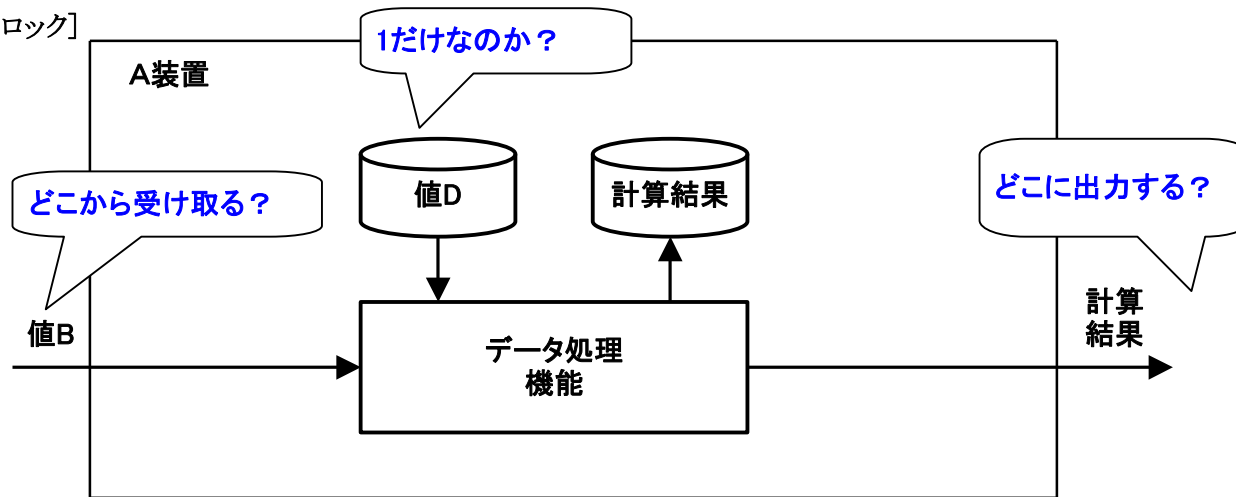 ロック]
1だけなのか？
A装置
どこから受け取る？
値D
計算結果
どこに出力する？
値B
データ処理
機能
計算
結果